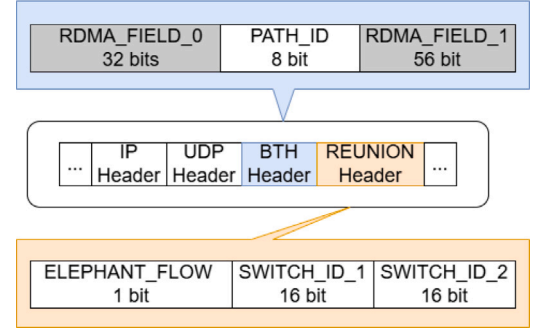 RDMA_FIELD_0 PATH_ID RDMA_FIELD_1
32 bits 8 bit 56 bit
... IP UDP BTH REUNION ...
Header Header Header Header
ELEPHANT_FLOW SWITCH_ID_1 SWITCH_ID_2
1 bit 16 bit 16 bit